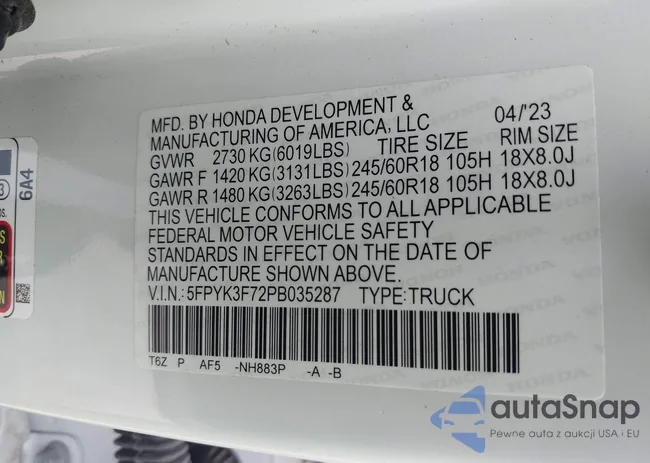 MFD. BY HONDA DEVELOPMENT &
MANUFACTURING OF AMERICA, LLC 04/'23
GVWR 2730 KG (6019LBS) TIRE SIZE RIM SIZE
GAWR F 1420 KG (3131LBS) 245/60R18 105H 18X8.0J
GAWR R 1480 KG (3263LBS) 245/60R18 105H 18X8.0J
THIS VEHICLE CONFORMS TO ALL APPLICABLE
FEDERAL MOTOR VEHICLE SAFETY
STANDARDS IN EFFECT ON THE DATE OF
MANUFACTURE SHOWN ABOVE.
V.I.N.: 5FPYK3F72PB035287 TYPE:TRUCK
T6Z P AF5 -NH883P -A -B
6A4
autaSnap
Pewne auta z aukcji USA i EU